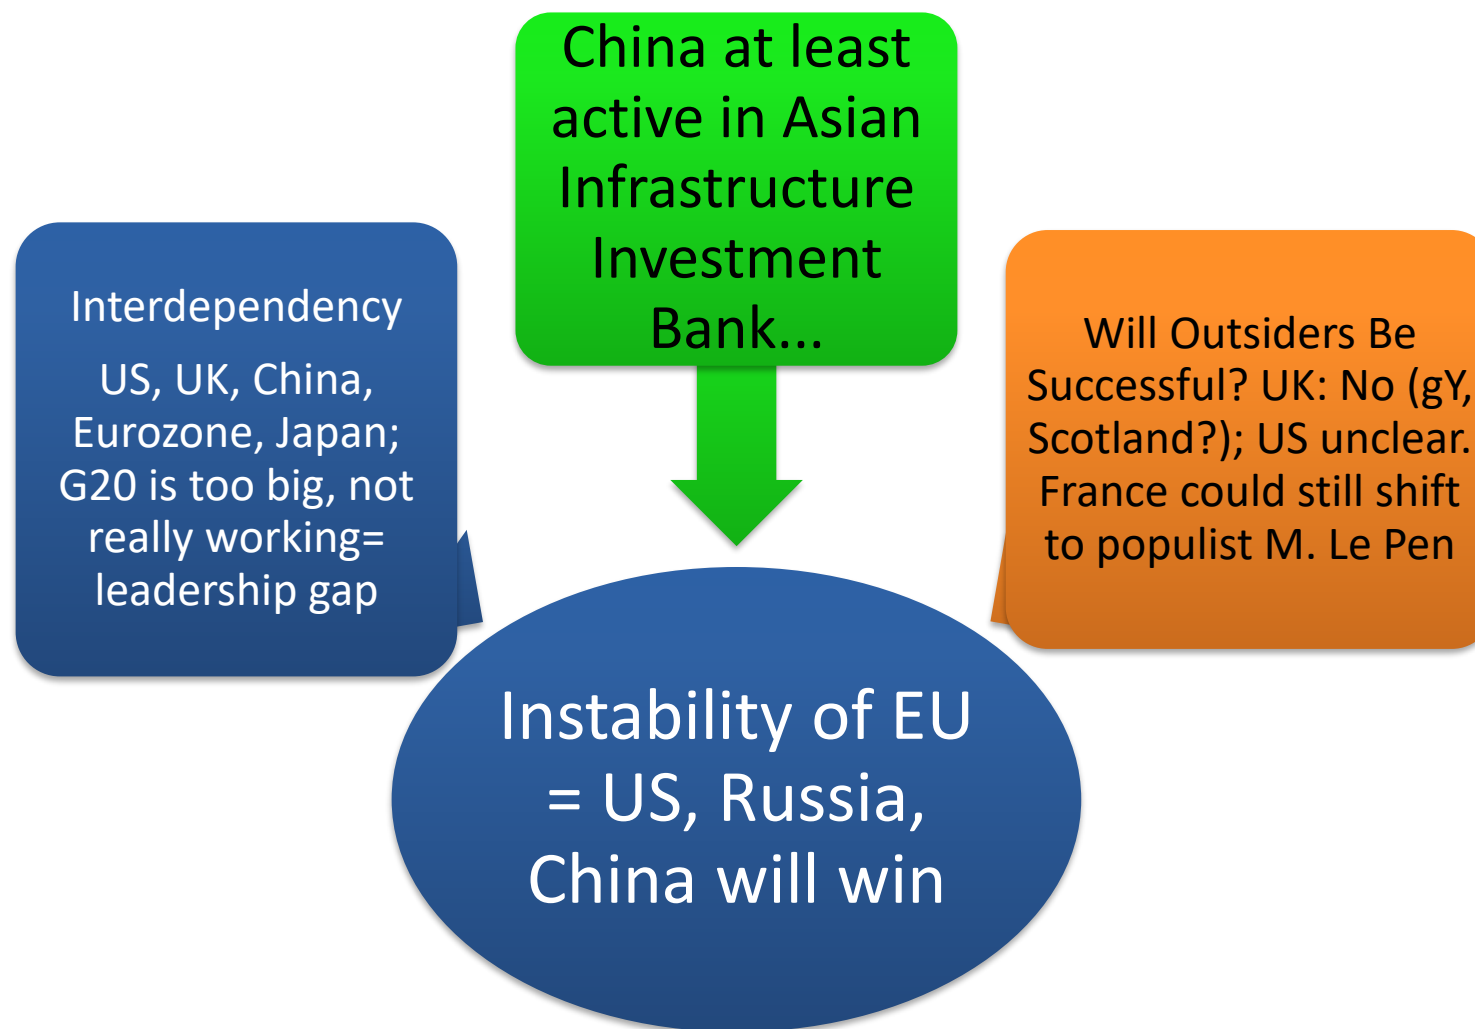 China at least
active in Asian
Infrastructure
Investment
Bank...
Interdependency
US, UK, China,
Eurozone, Japan;
G20 is too big, not
really working=
leadership gap
Will Outsiders Be
Successful? UK: No (gY,
Scotland?); US unclear.
France could still shift
to populist M. Le Pen
Instability of EU
= US, Russia,
China will win